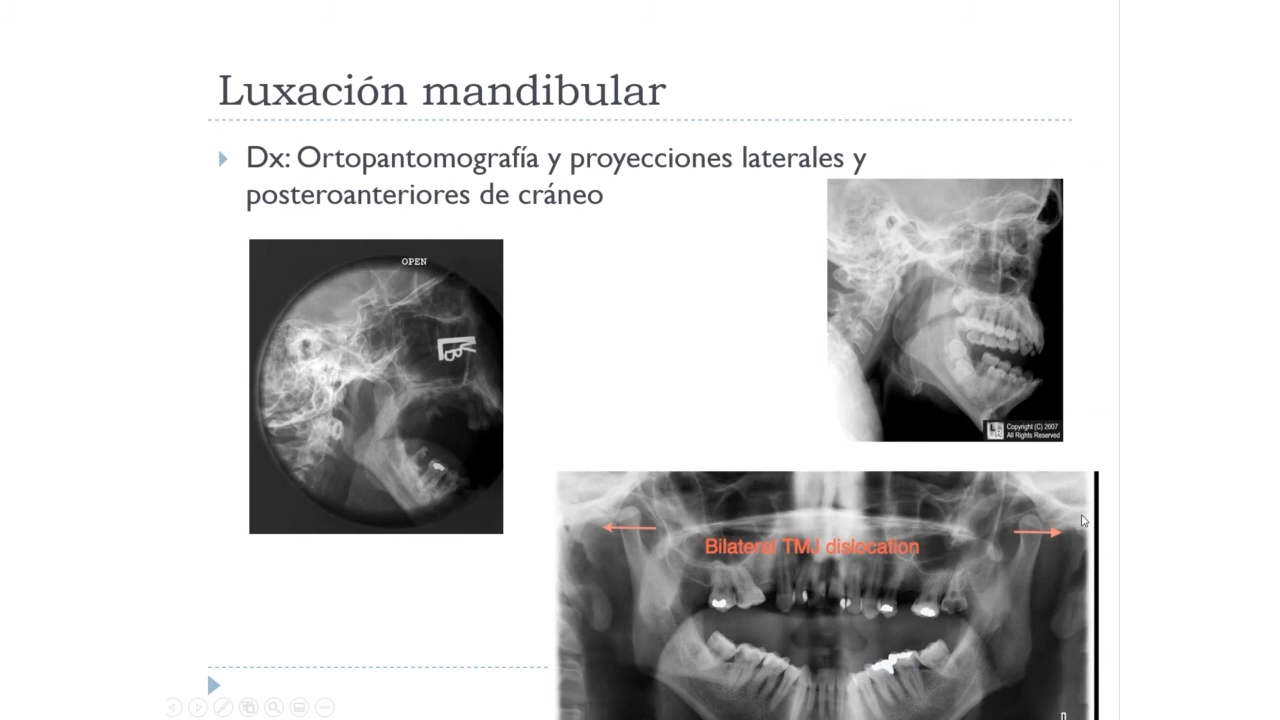 Luxación mandibular
Dx: Ortopantomografía y proyecciones laterales y
posteroanteriores de cráneo
OPEN
Copyright (C) 2007
All Rights Reserved
Bilateral TMJ dislocation
L